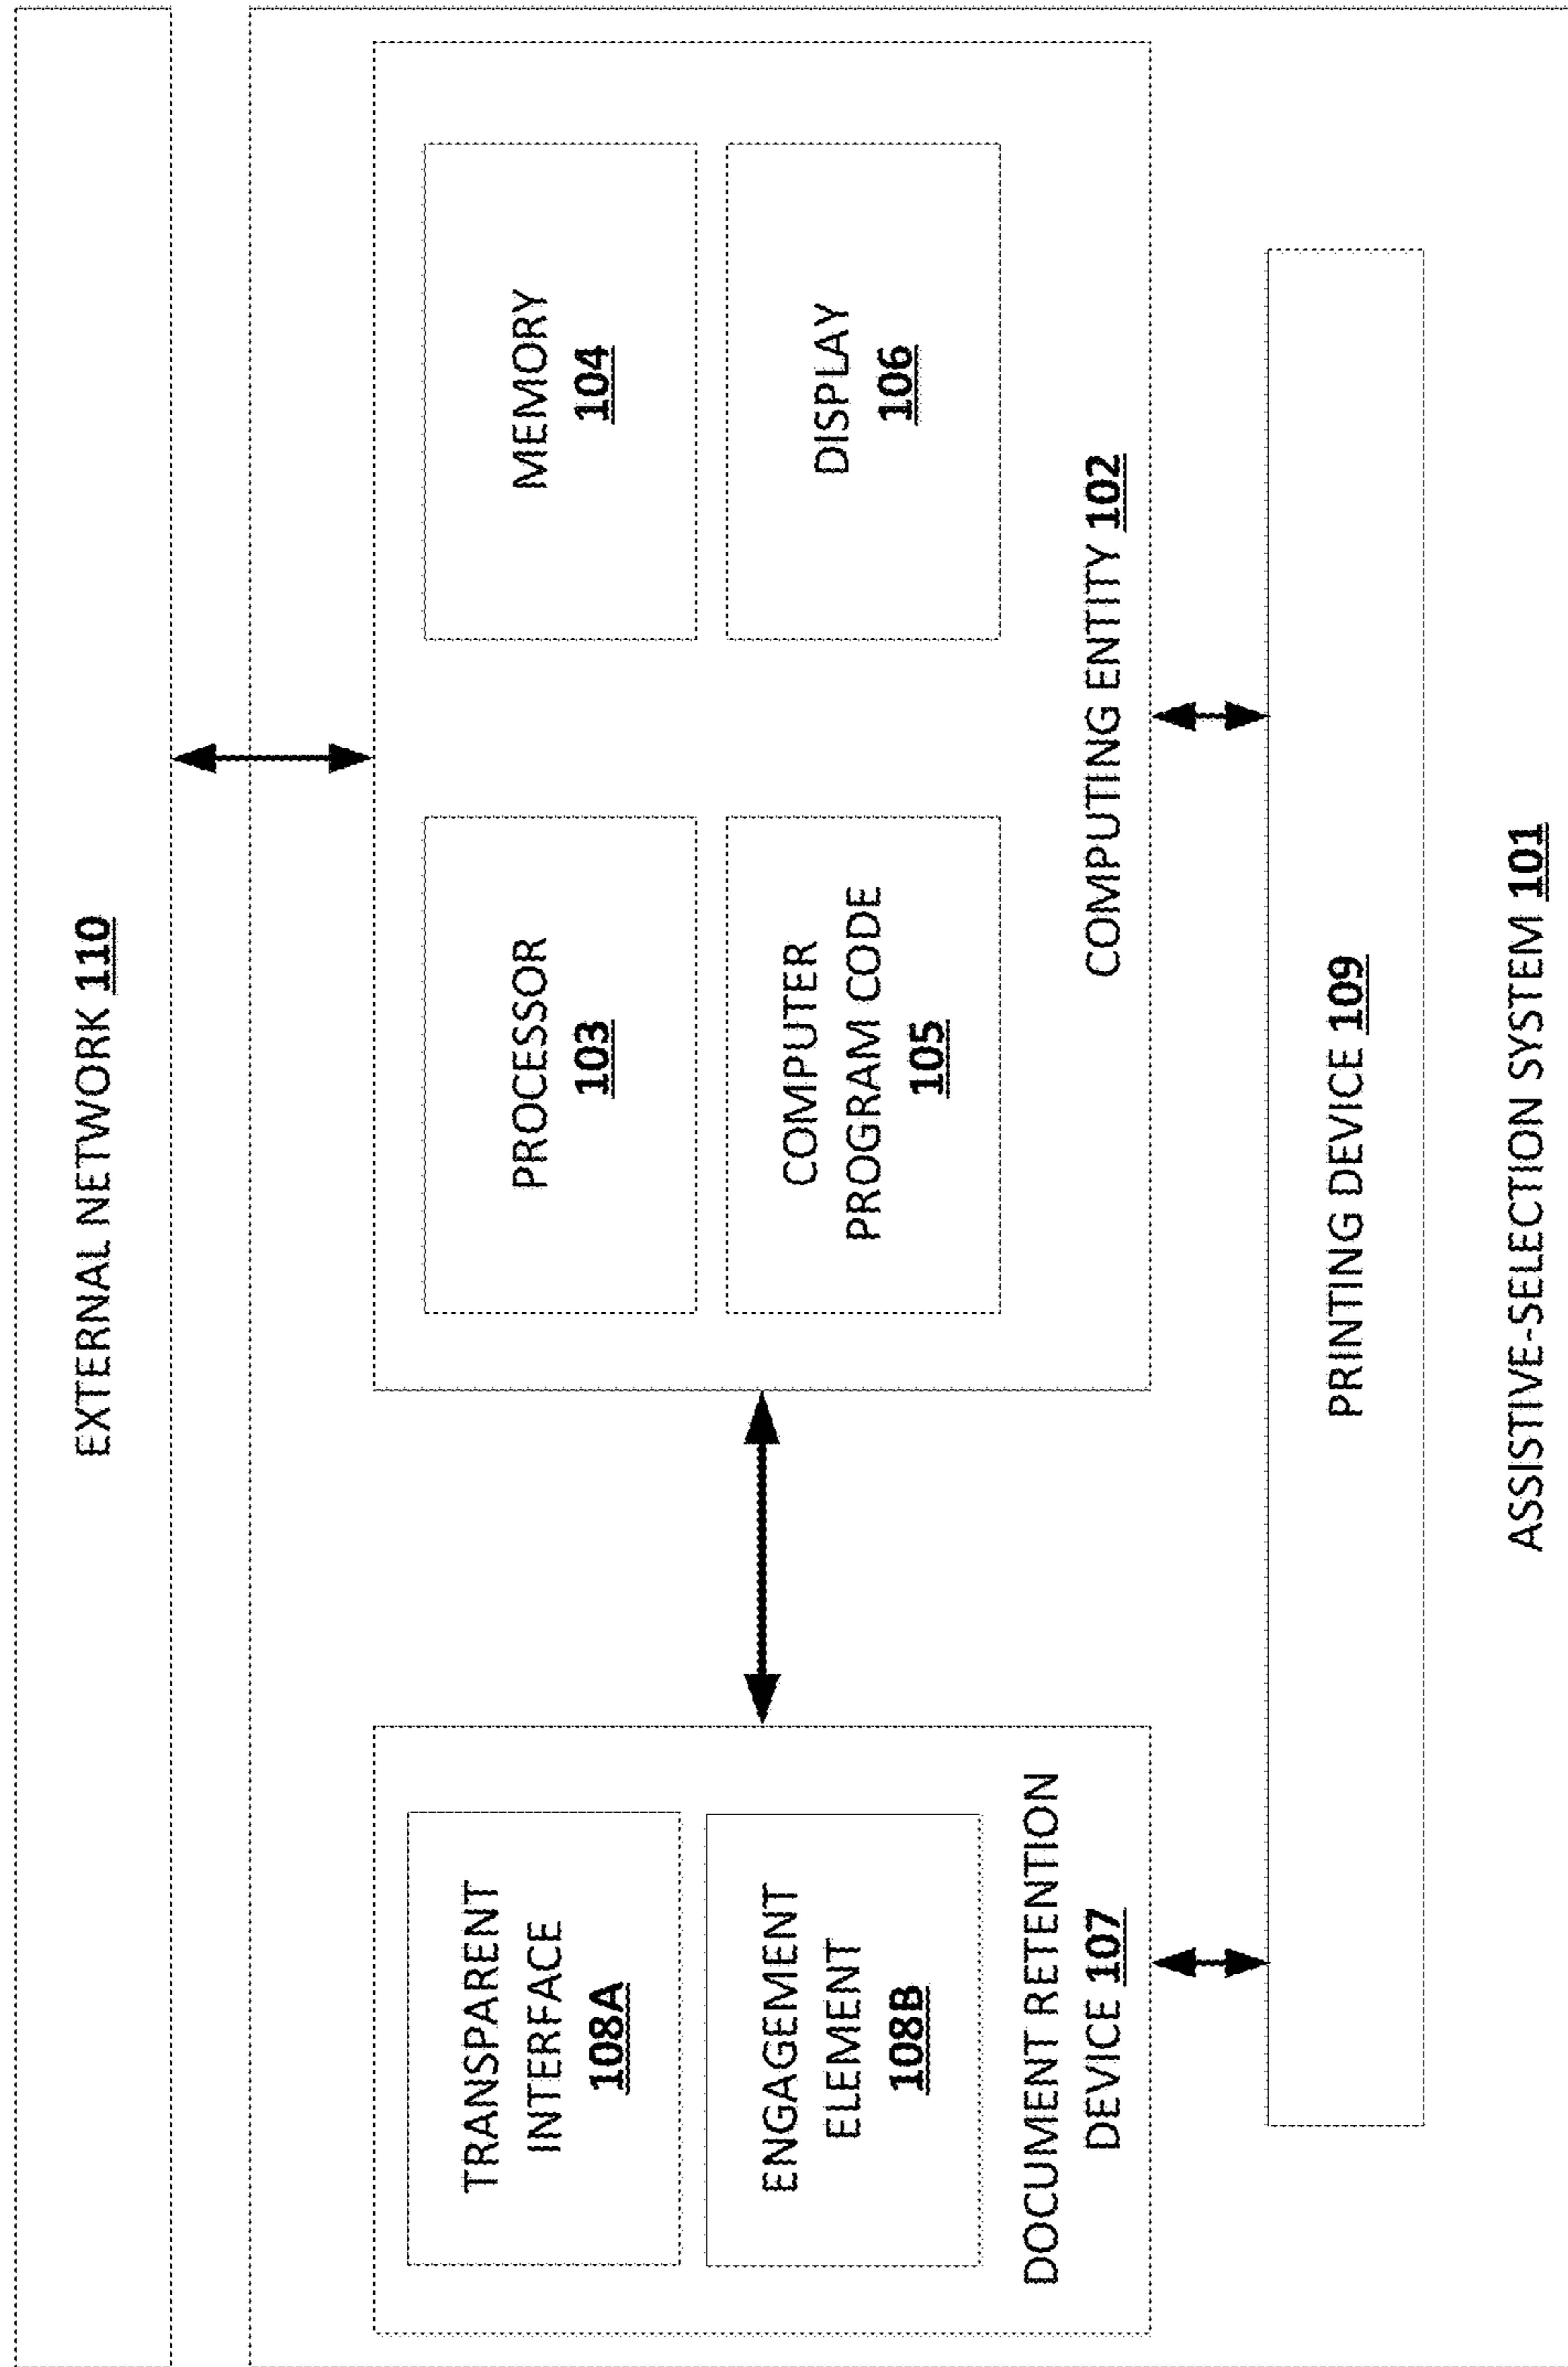 EXTERNAL NETWORK 110
TRANSPARENT
INTERFACE
108A
ENGAGEMENT
ELEMENT
108B
DOCUMENT RETENTION
DEVICE 107
PROCESSOR
103
MEMORY
104
COMPUTER
PROGRAM CODE
105
DISPLAY
106
COMPUTING ENTITY 102
PRINTING DEVICE 109
ASSISTIVE-SELECTION SYSTEM 101